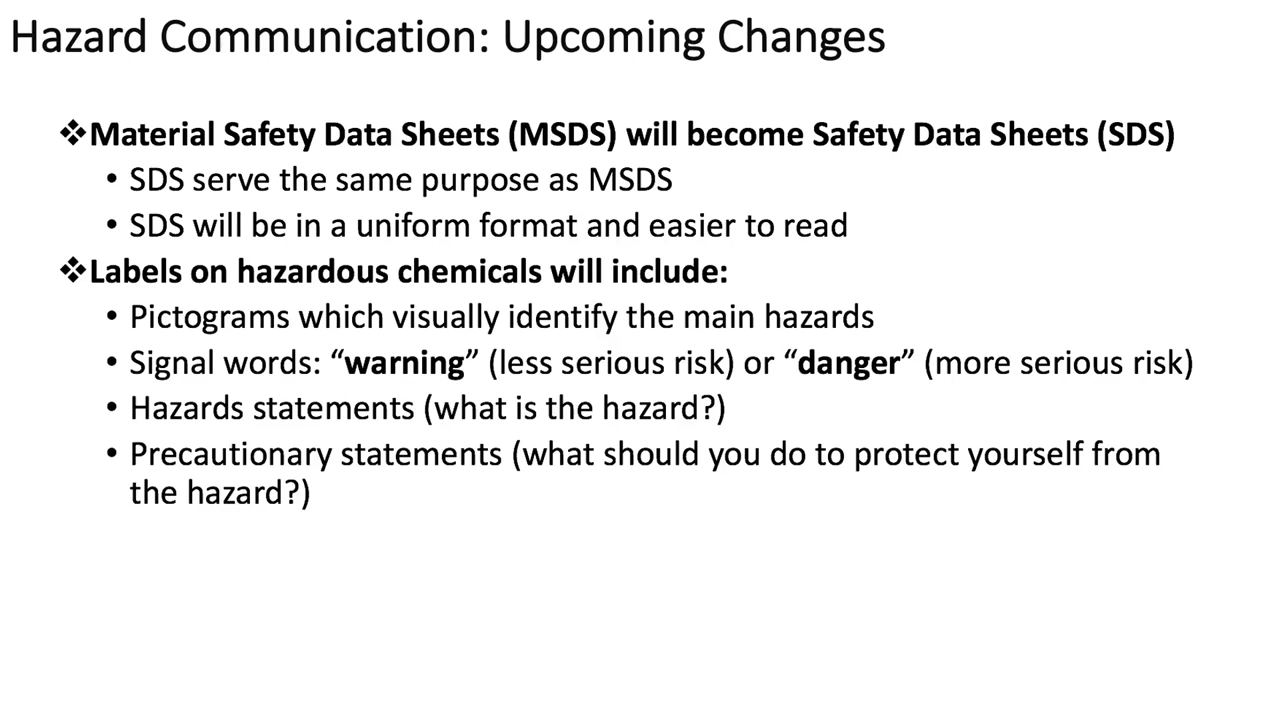 Hazard Communication: Upcoming Changes
❖Material Safety Data Sheets (MSDS) will become Safety Data Sheets (SDS)
• SDS serve the same purpose as MSDS
• SDS will be in a uniform format and easier to read
❖Labels on hazardous chemicals will include:
• Pictograms which visually identify the main hazards
• Signal words: “warning” (less serious risk) or “danger” (more serious risk)
• Hazards statements (what is the hazard?)
• Precautionary statements (what should you do to protect yourself from
the hazard?)